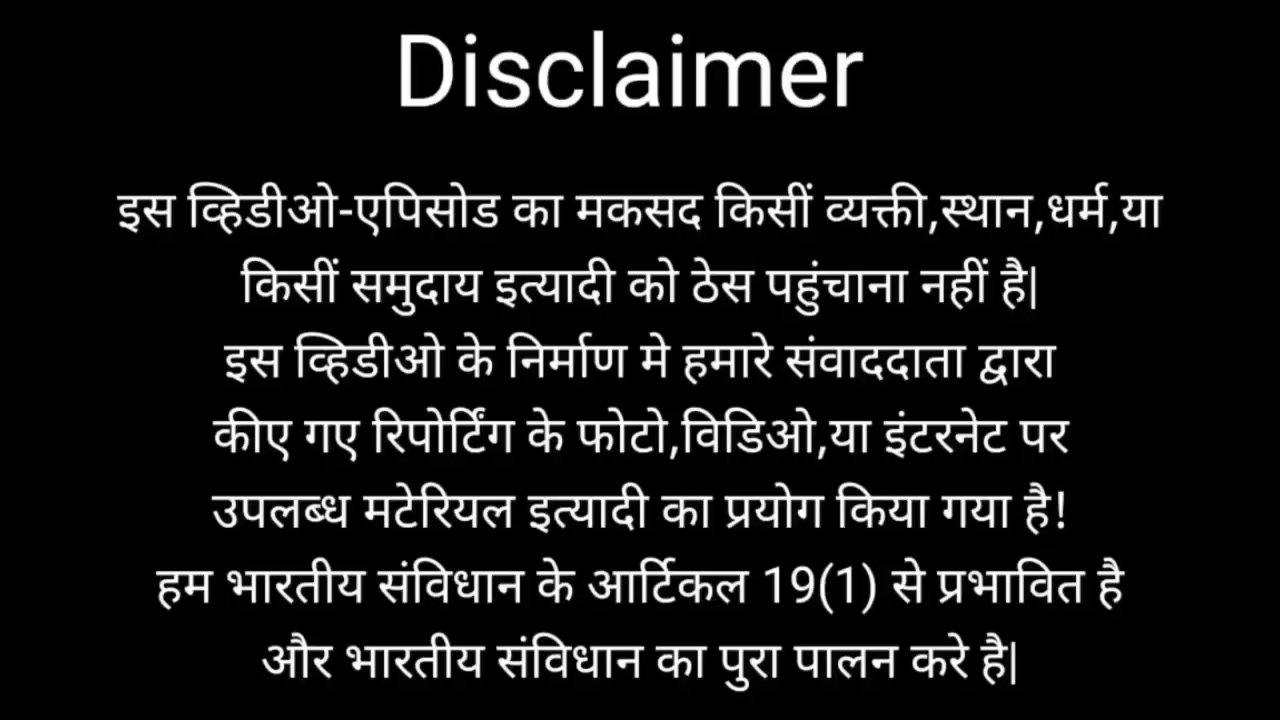 Disclaimer
इस व्हिडीओ-एपिसोड का मकसद किसीं व्यक्ती,स्थान,धर्म,या
किसीं समुदाय इत्यादी को ठेस पहुंचाना नहीं है|
इस व्हिडीओ के निर्माण मे हमारे संवाददाता द्वारा
कीए गए रिपोर्टिंग के फोटो,विडिओ,या इंटरनेट पर
उपलब्ध मटेरियल इत्यादी का प्रयोग किया गया है!
हम भारतीय संविधान के आर्टिकल 19(1) से प्रभावित है
और भारतीय संविधान का पुरा पालन करे है|